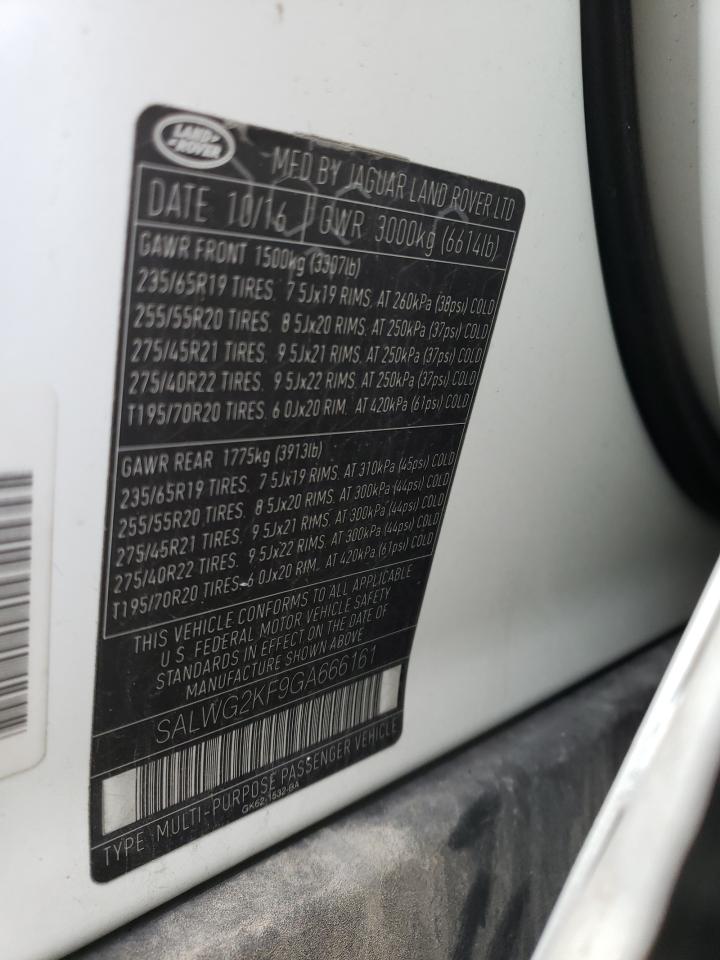 LAND ROVER
MFD BY JAGUAR LAND ROVER LTD
DATE 10/16 GWR 3000kg (6614lb)
GAWR FRONT 1500kg (3307lb)
235/65R19 TIRES, 7.5Jx19 RIMS, AT 260kPa (38psi) COLD
255/55R20 TIRES, 8.5Jx20 RIMS, AT 250kPa (37psi) COLD
275/45R21 TIRES, 9.5Jx21 RIMS, AT 250kPa (37psi) COLD
275/40R22 TIRES, 9.5Jx22 RIMS, AT 250kPa (37psi) COLD
T195/70R20 TIRES, 6.0Jx20 RIM, AT 420kPa (61psi) COLD
GAWR REAR 1775kg (3913lb)
235/65R19 TIRES, 7.5Jx19 RIMS, AT 310kPa (45psi) COLD
255/55R20 TIRES, 8.5Jx20 RIMS, AT 300kPa (44psi) COLD
275/45R21 TIRES, 9.5Jx21 RIMS, AT 300kPa (44psi) COLD
275/40R22 TIRES, 9.5Jx22 RIMS, AT 300kPa (44psi) COLD
T195/70R20 TIRES, 6.0Jx20 RIM, AT 420kPa (61psi) COLD
THIS VEHICLE CONFORMS TO ALL APPLICABLE
U.S. FEDERAL MOTOR VEHICLE SAFETY
STANDARDS IN EFFECT ON THE DATE OF
MANUFACTURE SHOWN ABOVE
SALWG2KF9GA666161
TYPE: MULTI-PURPOSE PASSENGER VEHICLE
GK62-1532-BA